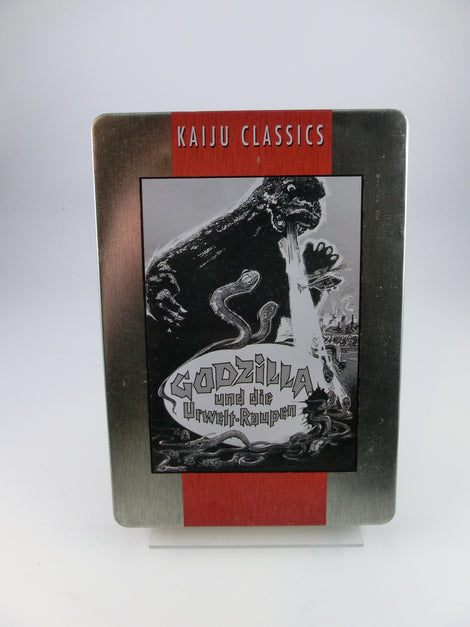 KAIJU CLASSICS
GODZiLLA
und die
Urwelt-Raupen